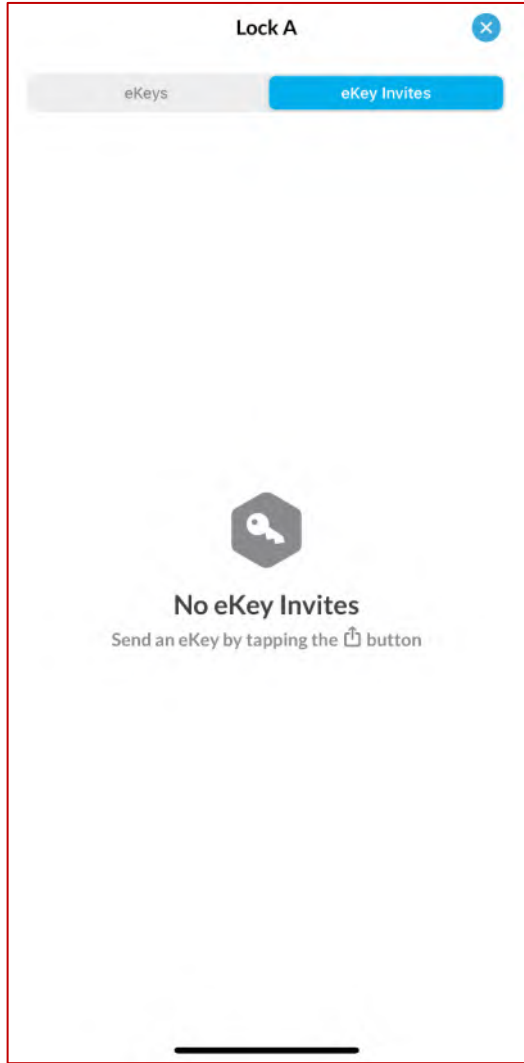 Lock A
eKeys eKey Invites
No eKey Invites
Send an eKey by tapping the button